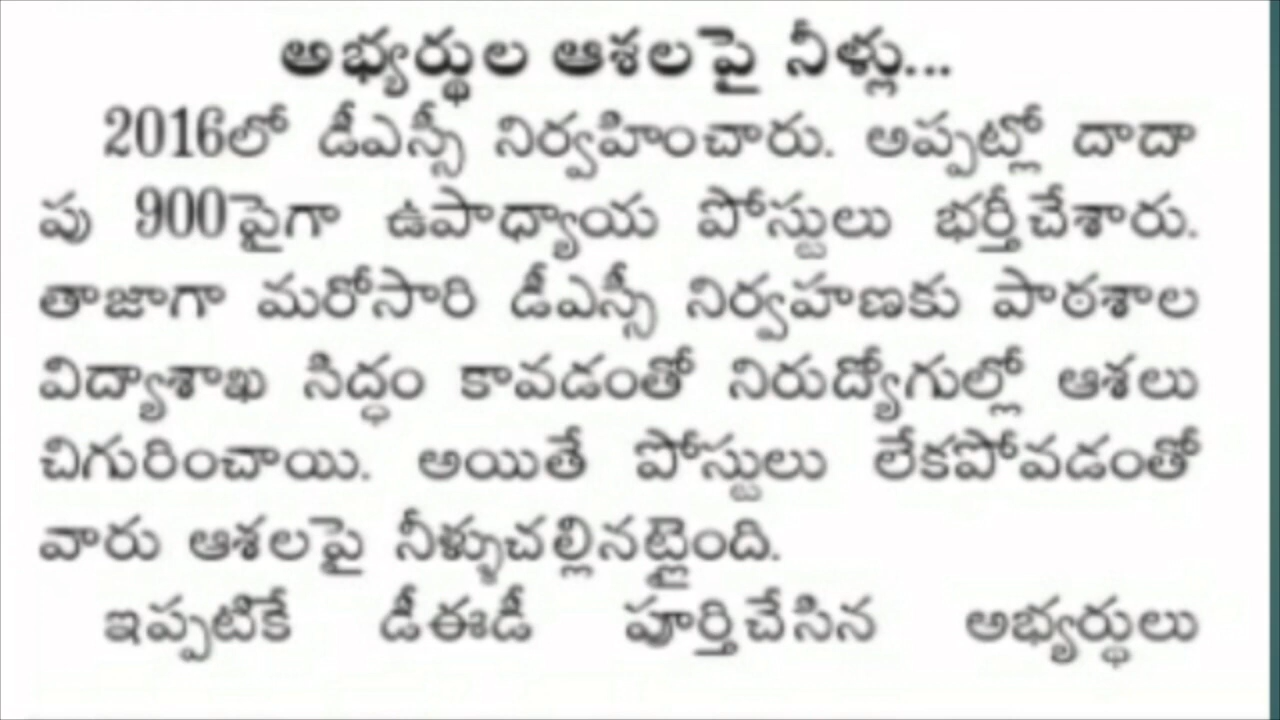 అభ్యర్థుల ఆశలపై నీళ్లు...
2016లో డీఎస్సీ నిర్వహించారు. అప్పట్లో దాదా
పు 900పైగా ఉపాధ్యాయ పోస్టులు భర్తీచేశారు.
తాజాగా మరోసారి డీఎస్సీ నిర్వహణకు పాఠశాల
విద్యాశాఖ సిద్ధం కావడంతో నిరుద్యోగుల్లో ఆశలు
చిగురించాయి. అయితే పోస్టులు లేకపోవడంతో
వారు ఆశలపై నీళ్ళుచల్లినట్లైంది.
ఇప్పటికే డీఈడీ పూర్తిచేసిన అభ్యర్థులు